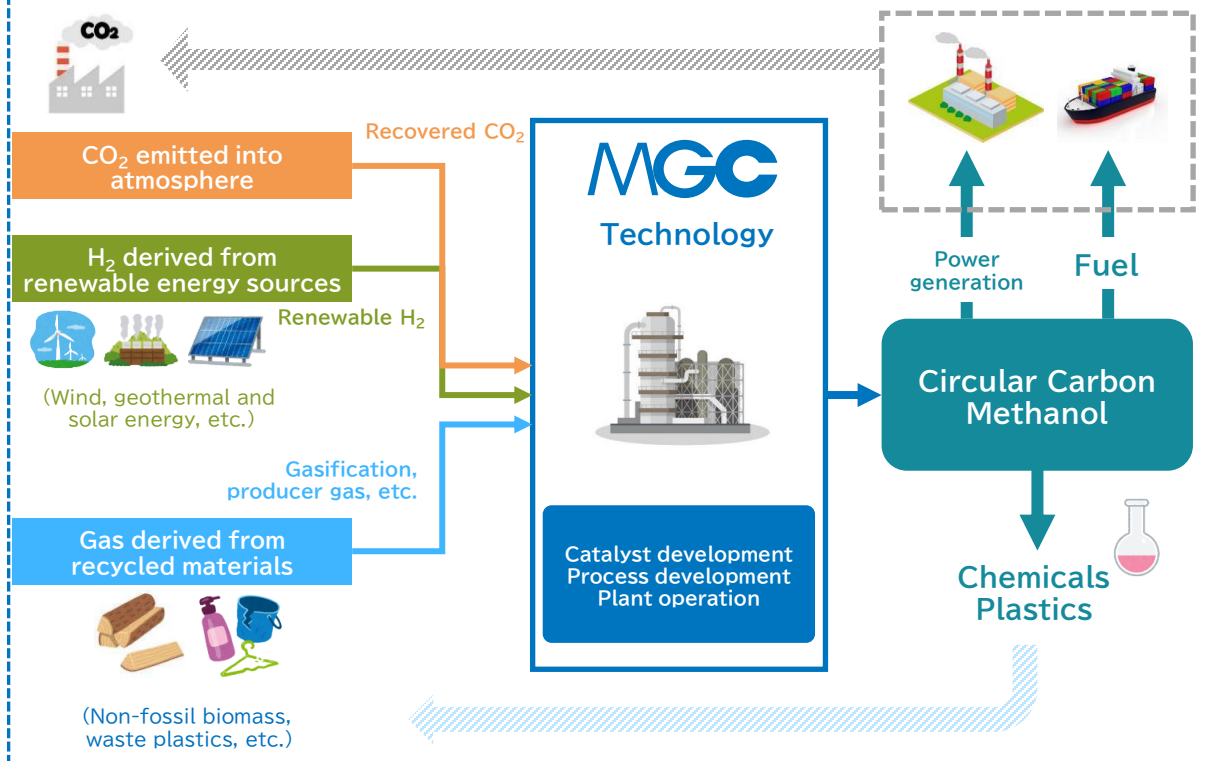 CO2
CO₂ emitted into
atmosphere
Recovered CO₂
H₂ derived from
renewable energy sources
Renewable H₂
(Wind, geothermal and
solar energy, etc.)
Gasification,
producer gas, etc.
Gas derived from
recycled materials
(Non-fossil biomass,
waste plastics, etc.)
MGC
Technology
Catalyst development
Process development
Plant operation
Power
generation
Fuel
Circular Carbon
Methanol
Chemicals
Plastics